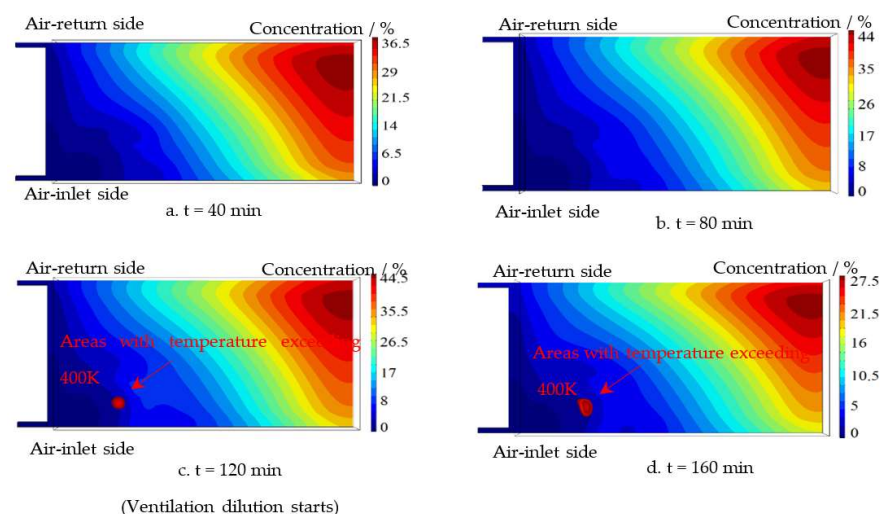 Air-return side
Concentration / %
36.5
29
21.5
14
6.5
0
Air-inlet side
a. t = 40 min
Air-return side
Concentration / %
44
35
26
17
8
0
Air-inlet side
b. t = 80 min
Air-return side
Concentration / %
44.5
35.5
26
17
8
0
Areas with temperature exceeding
400K
Air-inlet side
c. t = 120 min
(Ventilation dilution starts)
Air-return side
Concentration / %
27.5
21.5
16
10.5
5
0
Areas with temperature exceeding
400K
Air-inlet side
d. t = 160 min